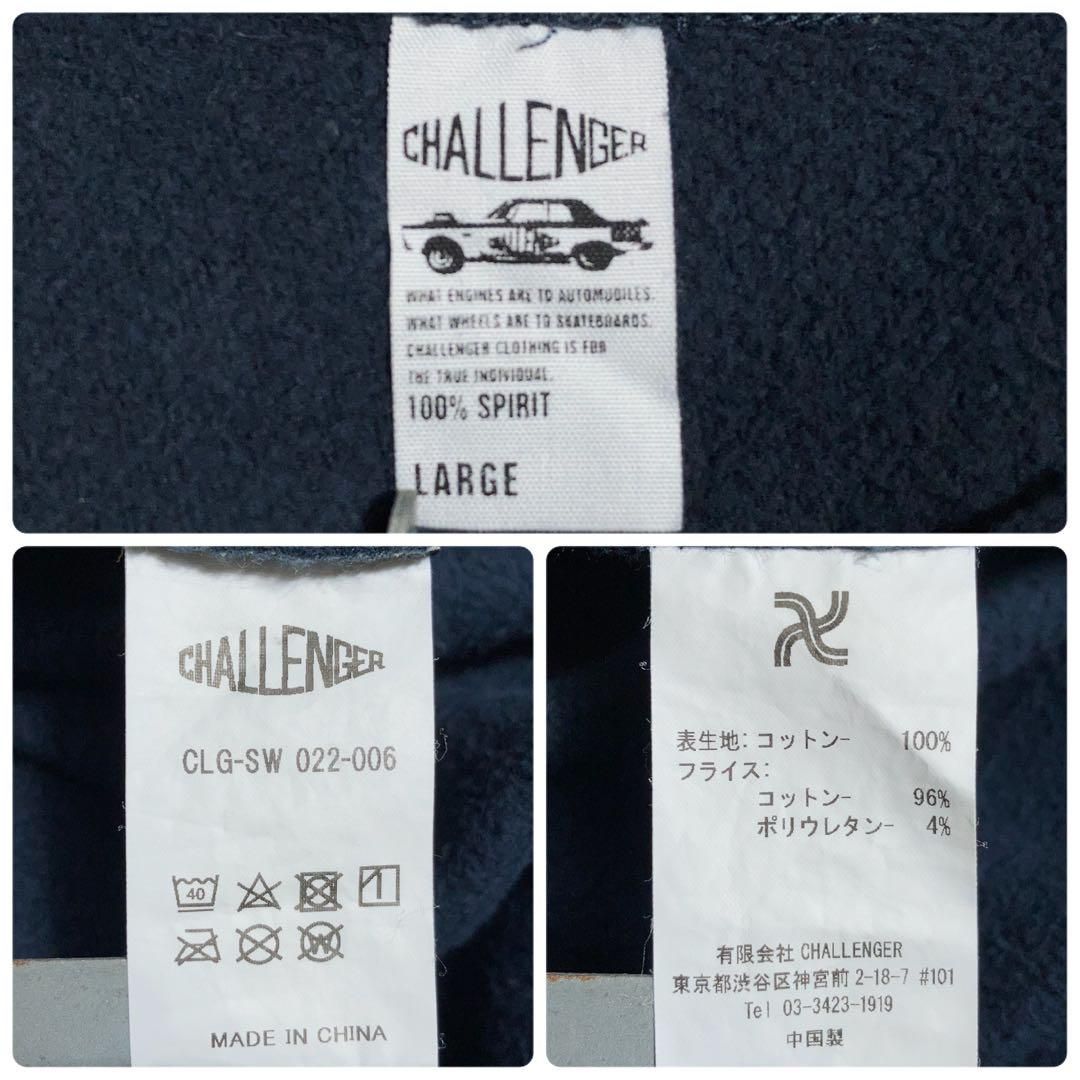 CHALLENGER
WHAT ENGINES ARE TO AUTOMOBILES.
WHAT WHEELS ARE TO SKATEBOARDS.
CHALLENGER CLOTHING IS FOR
THE TRUE INDIVIDUAL.
100% SPIRIT
LARGE
CHALLENGER
CLG-SW 022-006
40
W
MADE IN CHINA
表生地: コットン- 100%
フライス:
コットン- 96%
ポリウレタン- 4%
有限会社 CHALLENGER
東京都渋谷区神宮前 2-18-7 #101
Tel 03-3423-1919
中国製